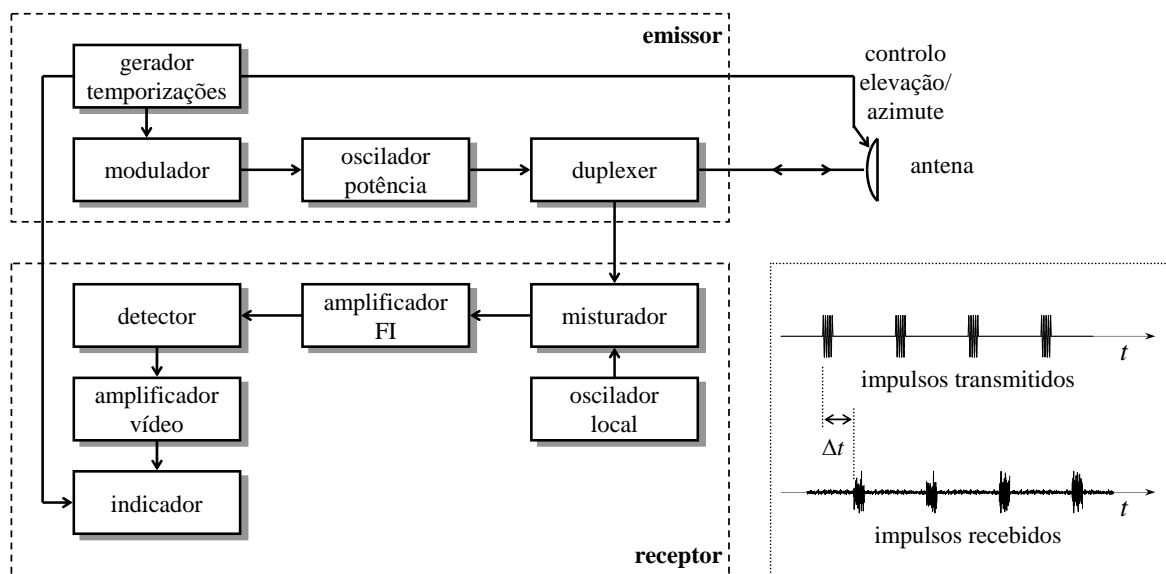 emissor
gerador
temporizações
controlo
elevação/
azimute
modulador
oscilador
potência
duplexer
antena
detector
amplificador
FI
misturador
amplificador
vídeo
oscilador
local
indicador
receptor
t
impulsos transmitidos
Δt
t
impulsos recebidos